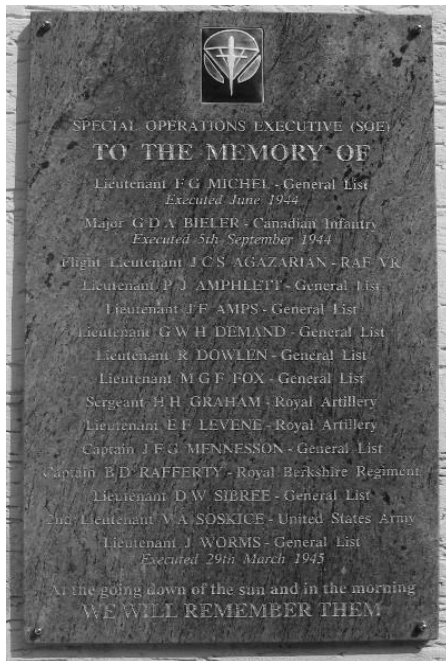 SPECIAL OPERATIONS EXECUTIVE (SOE)
TO THE MEMORY OF
Lieutenant F G MICHEL - General List
Executed June 1944
Major G D A BIELER - Canadian Infantry
Executed 5th September 1944
Flight Lieutenant J C S AGAZARIAN - RAF VR
Lieutenant P J AMPHLETT - General List
Lieutenant J F AMPS - General List
Lieutenant G W H DEMAND - General List
Lieutenant R DOWLEN - General List
Lieutenant M G F FOX - General List
Sergeant H H GRAHAM - Royal Artillery
Lieutenant E F LEVENE - Royal Artillery
Captain J F G MENNESSON - General List
Captain B D RAFFERTY - Royal Berkshire Regiment
Lieutenant D W SIBREE - General List
2nd Lieutenant V A SOSKICE - United States Army
Lieutenant J WORMS - General List
Executed 29th March 1945
At the going down of the sun and in the morning
WE WILL REMEMBER THEM